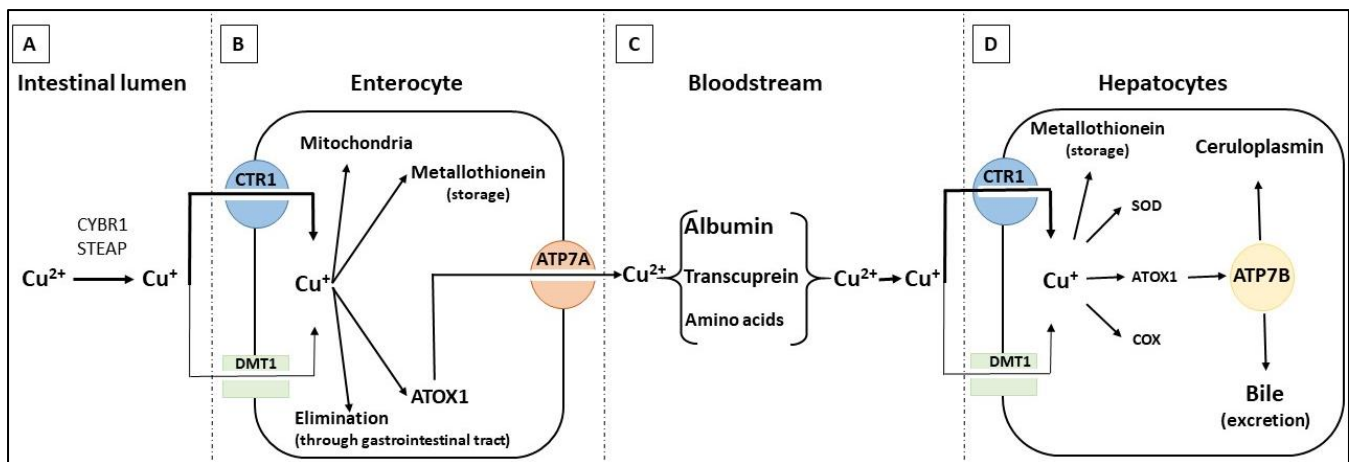 A
Intestinal lumen
CYBR1
STEAP
Cu²⁺
Cu⁺
B
Enterocyte
CTR1
DMT1
Mitochondria
Metallothionein
(storage)
Cu⁺
ATOX1
Elimination
(through gastrointestinal tract)
ATP7A
C
Bloodstream
Cu²⁺
Albumin
Transcuprein
Amino acids
Cu²⁺
Cu⁺
D
Hepatocytes
CTR1
DMT1
Metallothionein
(storage)
Cu⁺
SOD
ATOX1
COX
Ceruloplasmin
ATP7B
Bile
(excretion)